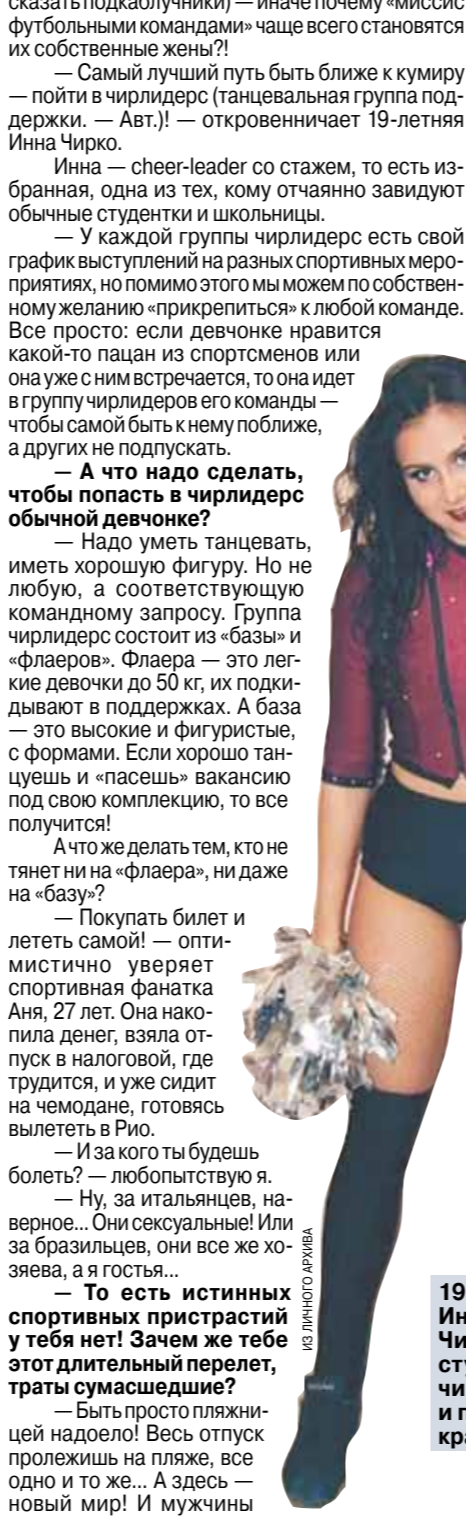 сказать подкаблучники) — иначе почему «миссис
футбольными командами» чаще всего становятся
их собственные жены?!
— Самый лучший путь быть ближе к кумиру
— пойти в чирлидерс (танцевальная группа под-
держки. — Авт.)! — откровенничает 19-летняя
Инна Чирко.
Инна — cheer-leader со стажем, то есть из-
бранная, одна из тех, кому отчаянно завидуют
обычные студентки и школьницы.
— У каждой группы чирлидерс есть свой
график выступлений на разных спортивных меро-
приятиях, но помимо этого мы можем по собствен-
ному желанию «прикрепиться» к любой команде.
Все просто: если девчонке нравится
какой-то пацан из спортсменов или
она уже с ним встречается, то она идет
в группу чирлидеров его команды —
чтобы самой быть к нему поближе,
а других не подпускать.
— А что надо сделать,
чтобы попасть в чирлидерс
обычной девчонке?
— Надо уметь танцевать,
иметь хорошую фигуру. Но не
любую, а соответствующую
командному запросу. Группа
чирлидерс состоит из «базы» и
«флаеров». Флаера — это лег-
кие девочки до 50 кг, их подки-
дывают в поддержках. А база
— это высокие и фигуристые,
с формами. Если хорошо тан-
цуешь и «пасешь» вакансию
под свою комплекцию, то все
получится!
А что же делать тем, кто не
тянет ни на «флаера», ни даже
на «базу»?
— Покупать билет и
лететь самой! — опти-
мистично уверяет
спортивная фанатка
Аня, 27 лет. Она нако-
пила денег, взяла от-
пуск в налоговой, где
трудится, и уже сидит
на чемодане, готовясь
вылететь в Рио.
— И за кого ты будешь
болеть? — любопытствую я.
— Ну, за итальянцев, на-
верное... Они сексуальные! Или
за бразильцев, они все же хо-
зяева, а я гостья...
— То есть истинных
спортивных пристрастий
у тебя нет! Зачем же тебе
этот длительный перелет,
траты сумасшедшие?
— Быть просто пляжни-
цей надоело! Весь отпуск
пролежишь на пляже, все
одно и то же... А здесь —
новый мир! И мужчины
ИЗ ЛИЧНОГО АРХИВА
19
Ин
Чи
сту
чи
и г
кра